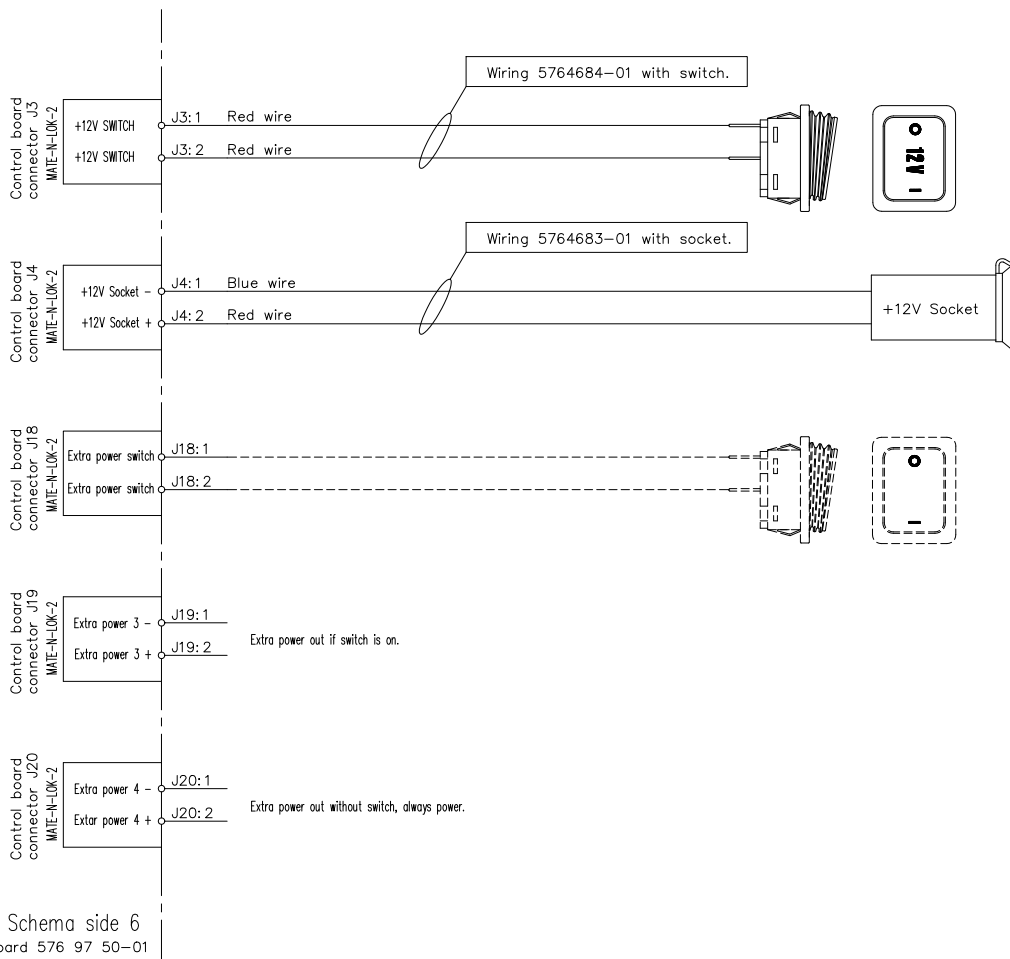 Wiring 5764684-01 with switch.
Control board
connector J3
MATE-N-LOK-2
+12V SWITCH
J3:1
Red wire
+12V SWITCH
J3:2
Red wire
12V
Wiring 5764683-01 with socket.
Control board
connector J4
MATE-N-LOK-2
+12V Socket -
J4:1
Blue wire
+12V Socket +
J4:2
Red wire
+12V Socket
Control board
connector J18
MATE-N-LOK-2
Extra power switch
J18:1
Extra power switch
J18:2
Control board
connector J19
MATE-N-LOK-2
Extra power 3 -
J19:1
Extra power 3 +
J19:2
Extra power out if switch is on.
Control board
connector J20
MATE-N-LOK-2
Extra power 4 -
J20:1
Extar power 4 +
J20:2
Extra power out without switch, always power.
Schema side 6
oard 576 97 50-01